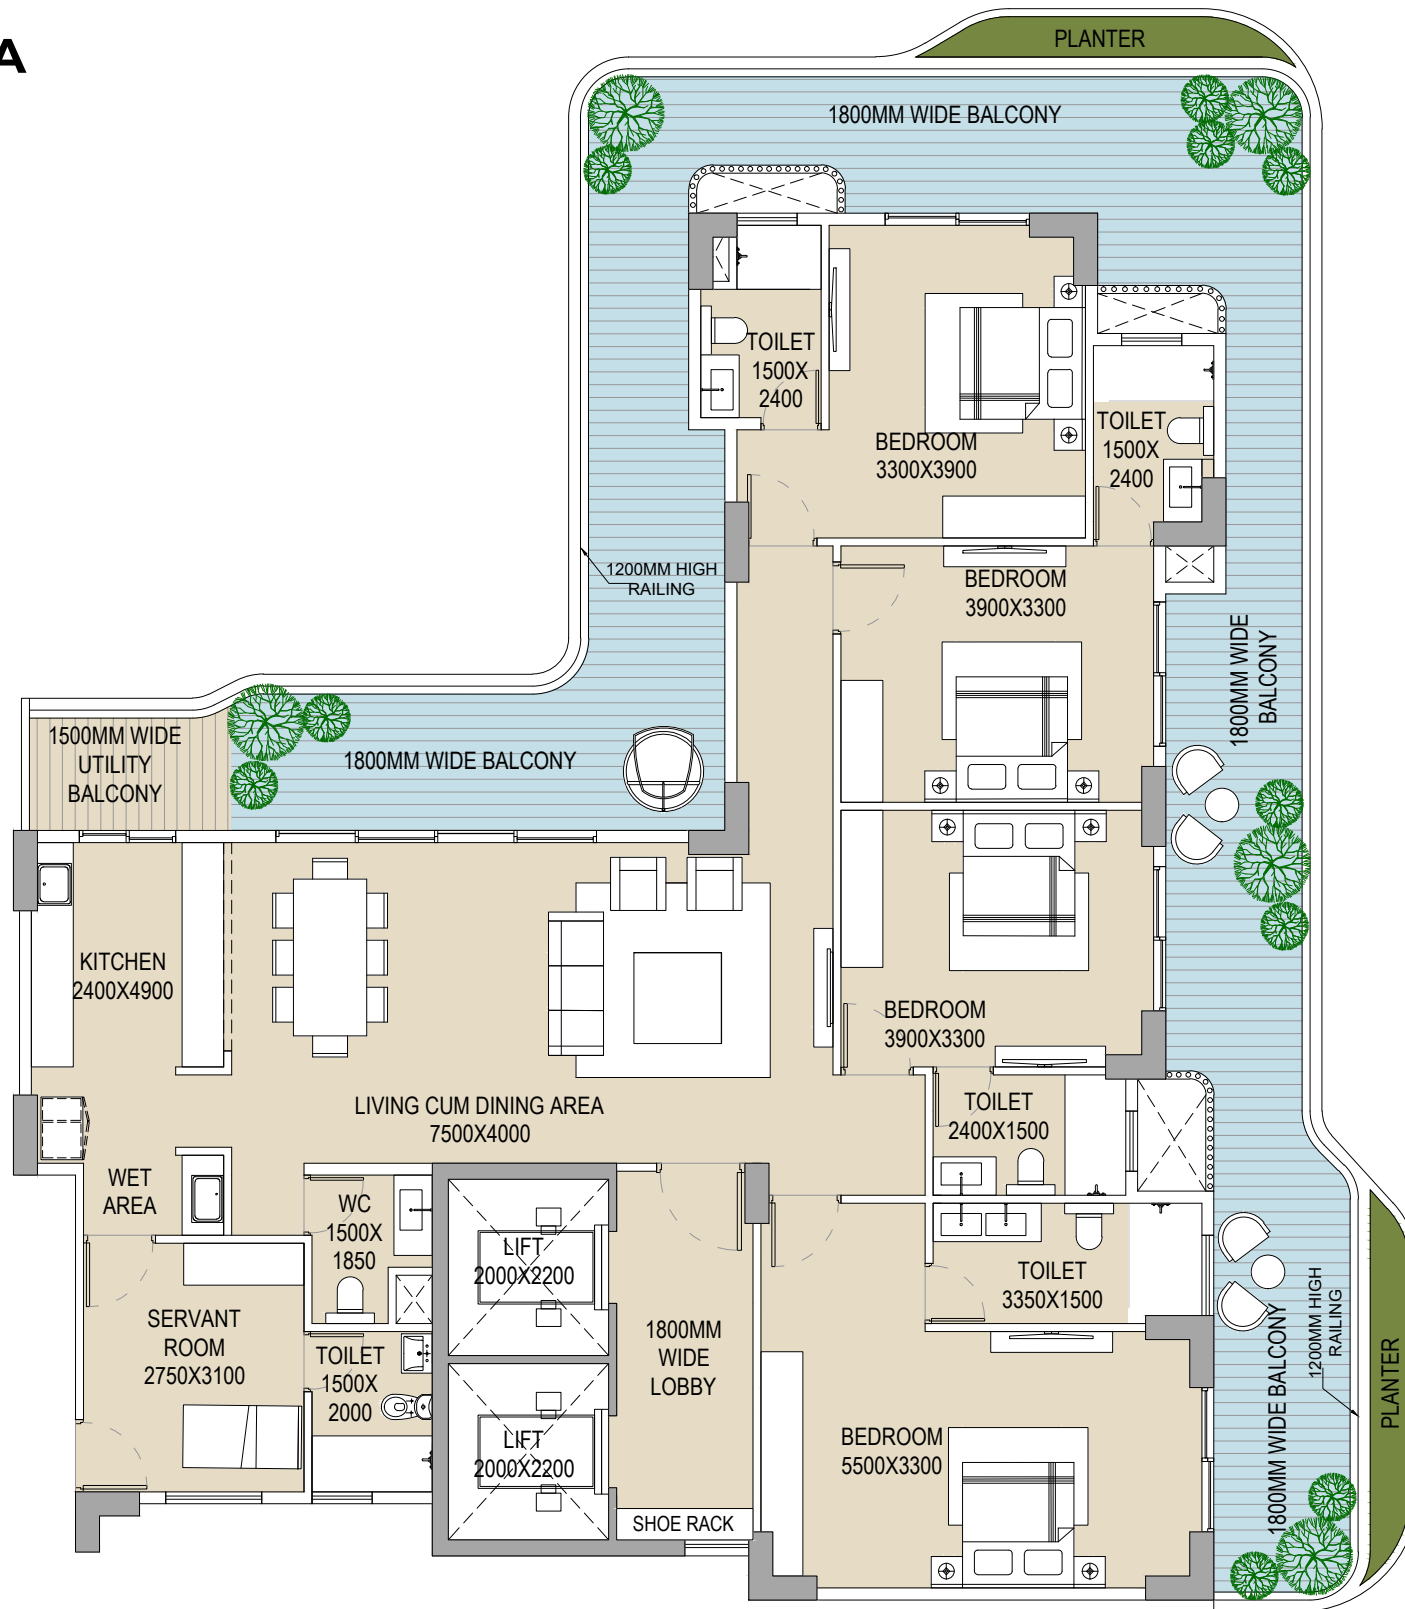 A
PLANTER
1800MM WIDE BALCONY
TOILET
1500X
2400
BEDROOM
3300X3900
TOILET
1500X
2400
1200MM HIGH
RAILING
BEDROOM
3900X3300
1800MM WIDE
BALCONY
1500MM WIDE
UTILITY
BALCONY
1800MM WIDE BALCONY
KITCHEN
2400X4900
BEDROOM
3900X3300
LIVING CUM DINING AREA
7500X4000
TOILET
2400X1500
WET
AREA
WC
1500X
1850
LIFT
2000X2200
TOILET
3350X1500
SERVANT
ROOM
2750X3100
1800MM
WIDE
LOBBY
TOILET
1500X
2000
LIFT
2000X2200
BEDROOM
5500X3300
SHOE RACK
1800MM WIDE BALCONY
1200MM HIGH
RAILING
PLANTER